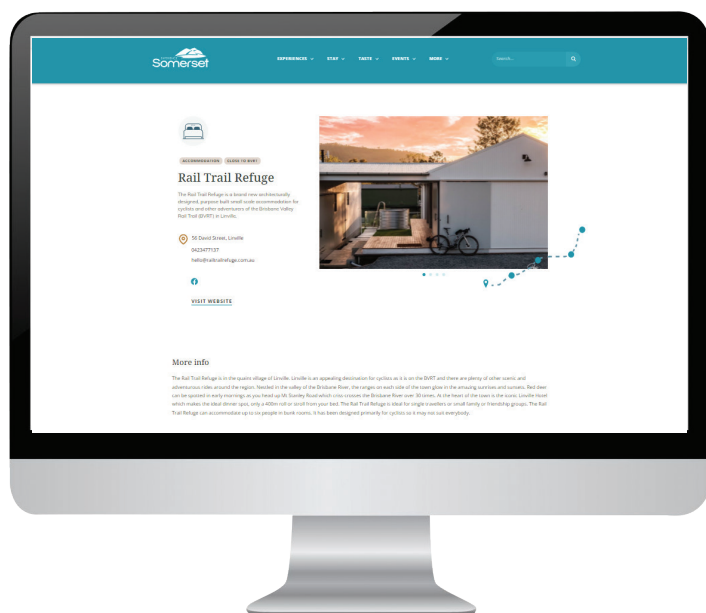 Somerset
EXPERIENCES STAY TASTE EVENTS MORE Search...
ACCOMMODATION CLOSE TO BVRT
Rail Trail Refuge
The Rail Trail Refuge is a brand new architecturally
designed, purpose built small scale accommodation for
cyclists and other adventurers of the Brisbane Valley
Rail Trail (BVRT) in Linville.
58 David Street, Linville
0423477137
hello@railtrailrefuge.com.au
VISIT WEBSITE
More info
The Rail Trail Refuge is in the quaint village of Linville. Linville is an appealing destination for cyclists as it is on the BVRT and there are plenty of other scenic and
adventurous rides around the region. Nestled in the valley of the Brisbane River, the ranges on each side of the town glow in the amazing sunrises and sunsets. Red deer
can be spotted in early mornings as you head up Mt Stanley Road which criss-crosses the Brisbane River over 30 times. At the heart of the town is the iconic Linville Hotel
which makes the ideal dinner spot, only a 400m roll or stroll from your bed. The Rail Trail Refuge is ideal for single travellers or small family or friendship groups. The Rail
Trail Refuge can accommodate up to six people in bunk rooms. It has been designed primarily for cyclists so it may not suit everybody.